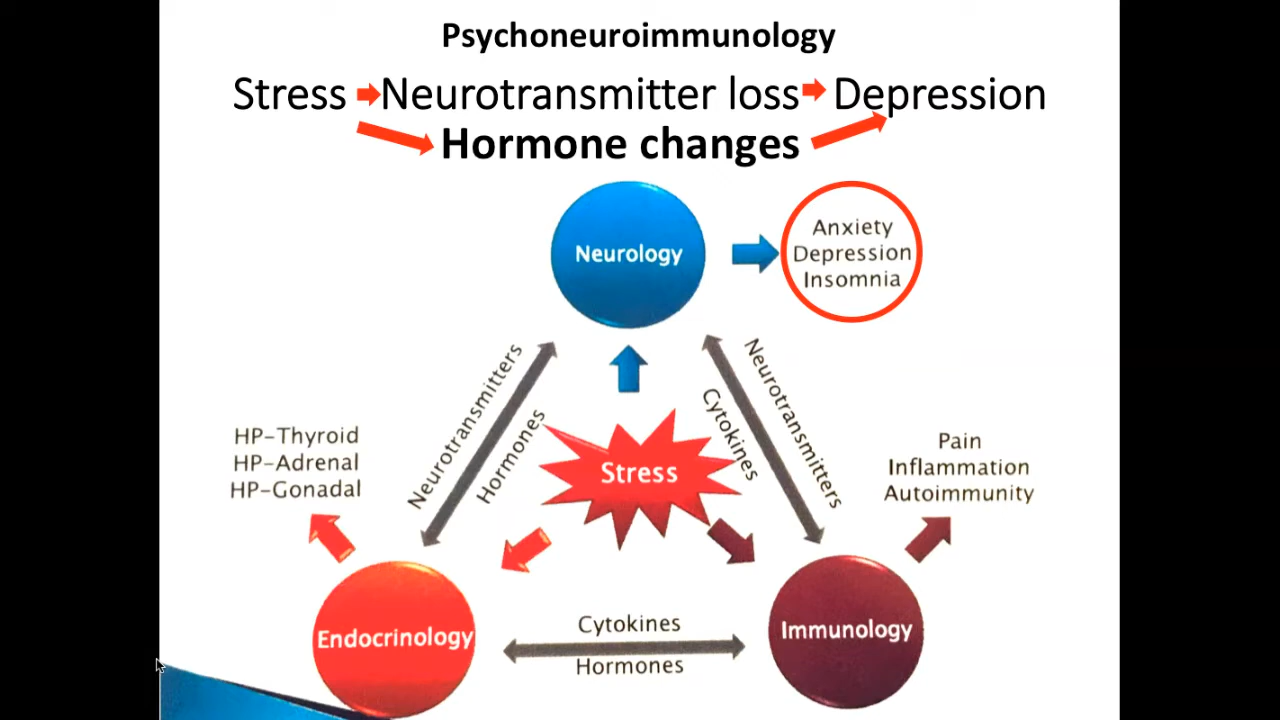 Psychoneuroimmunology
Stress Neurotransmitter loss Depression
Hormone changes
Neurology
Anxiety
Depression
Insomnia
Neurotransmitters
Hormones
Cytokines
Neurotransmitters
HP-Thyroid
HP-Adrenal
HP-Gonadal
Stress
Pain
Inflammation
Autoimmunity
Endocrinology
Cytokines
Hormones
Immunology